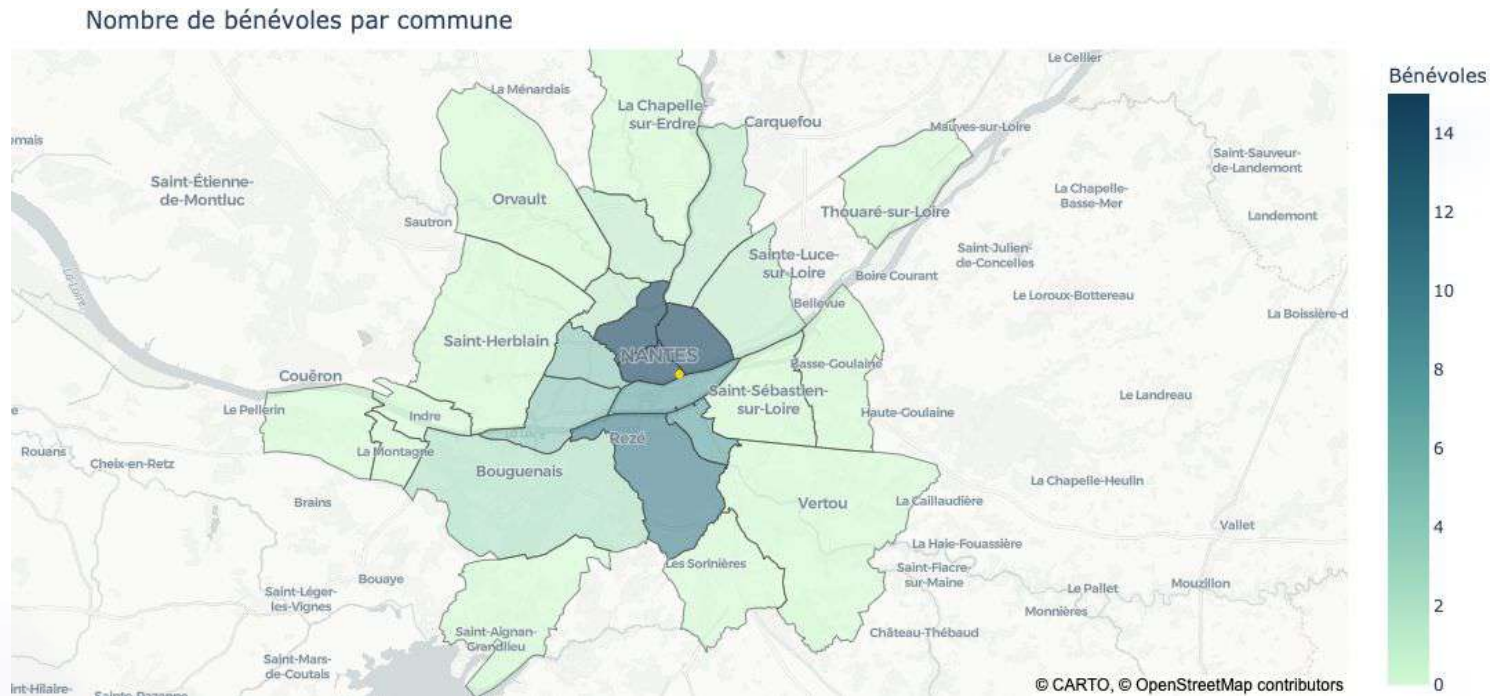 Nombre de bénévoles par commune
Le Cellier
La Ménardais
La Chapelle-
sur-Erdre
Carquefou
Mauves-sur-Loire
Saint-Sauveur-
de-Landemont
Saint-Étienne-
de-Montluc
Orvault
La Chapelle-
Basse-Mer
Thouaré-sur-Loire
Landemont
Sautron
Sainte-Luce-
sur-Loire
Saint-Julien-
de-Concelles
La Loire
Boire Courant
Le Loroux-Bottereau
Bellevue
La Boissière-d
Saint-Herblain
NANTES
Basse-Goulaine
Couëron
Saint-Sébastien-
sur-Loire
Le Landreau
Le Pellerin
Indre
Haute-Goulaine
Rezé
Rouans
La Montagne
Cheix-en-Retz
Bouguenais
La Chapelle-Heulin
Brains
Vertou
La Caillaudière
Vallet
La Haie-Fouassière
Les Sorinières
Saint-Fiacre-
sur-Maine
Bouaye
Le Pallet
Mouzillon
Saint-Léger-
les-Vignes
Monnières
Saint-Aignan-
Grandlieu
Château-Thébaud
Saint-Mars-
de-Coutais
nt-Hilaire-
© CARTO, © OpenStreetMap contributors
Bénévoles
14
12
10
8
6
4
2
0